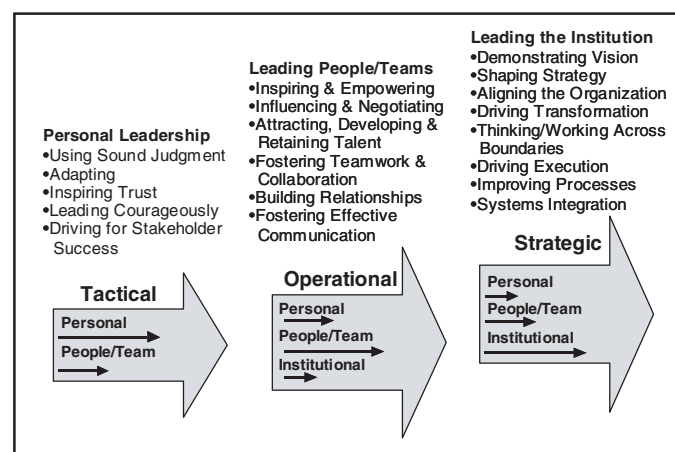 Personal Leadership
•Using Sound Judgment
•Adapting
•Inspiring Trust
•Leading Courageously
•Driving for Stakeholder
Success
Tactical
Personal
People/Team
Leading People/Teams
•Inspiring & Empowering
•Influencing & Negotiating
•Attracting, Developing &
Retaining Talent
•Fostering Teamwork &
Collaboration
•Building Relationships
•Fostering Effective
Communication
Operational
Personal
People/Team
Institutional
Leading the Institution
•Demonstrating Vision
•Shaping Strategy
•Aligning the Organization
•Driving Transformation
•Thinking/Working Across
Boundaries
•Driving Execution
•Improving Processes
•Systems Integration
Strategic
Personal
People/Team
Institutional